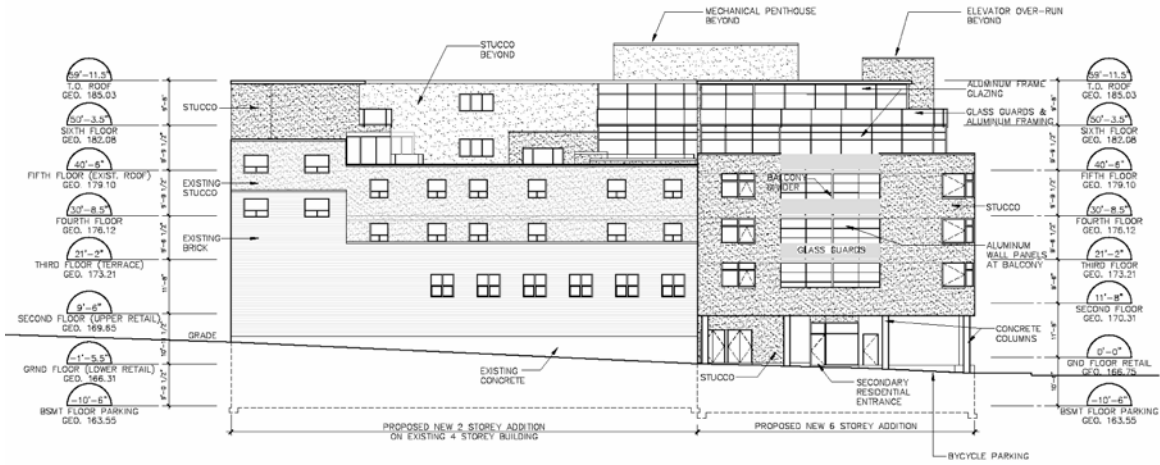 MECHANICAL PENTHOUSE
BEYOND
ELEVATOR OVER-RUN
BEYOND
STUCCO
BEYOND
59'-11.5"
T.O. ROOF
GEO. 185.03
50'-3.5"
SIXTH FLOOR
GEO. 182.08
40'-6"
FIFTH FLOOR (EXIST. ROOF)
GEO. 179.10
30'-8.5"
FOURTH FLOOR
GEO. 176.12
21'-2"
THIRD FLOOR (TERRACE)
GEO. 173.21
9'-6"
SECOND FLOOR (UPPER RETAIL)
GEO. 169.65
-1'-5.5"
GRND FLOOR (LOWER RETAIL)
GEO. 166.31
-10'-6"
BSMT FLOOR PARKING
GEO. 163.55
STUCCO
EXISTING
STUCCO
EXISTING
BRICK
GRADE
EXISTING
CONCRETE
BALCONY
GLASS GUARDS
STUCCO
SECONDARY
RESIDENTIAL
ENTRANCE
ALUMINUM FRAME
GLAZING
GLASS GUARDS &
ALUMINUM FRAMING
STUCCO
ALUMINUM
WALL PANELS
AT BALCONY
CONCRETE
COLUMNS
59'-11.5"
T.O. ROOF
GEO. 185.03
50'-3.5"
SIXTH FLOOR
GEO. 182.08
40'-6"
FIFTH FLOOR
GEO. 179.10
30'-8.5"
FOURTH FLOOR
GEO. 176.12
21'-2"
THIRD FLOOR
GEO. 173.21
11'-8"
SECOND FLOOR
GEO. 170.31
0'-0"
GND FLOOR RETAIL
GEO. 166.75
-10'-6"
BSMT FLOOR PARKING
GEO. 163.55
PROPOSED NEW 2 STOREY ADDITION
ON EXISTING 4 STOREY BUILDING
PROPOSED NEW 6 STOREY ADDITION
BYCYCLE PARKING